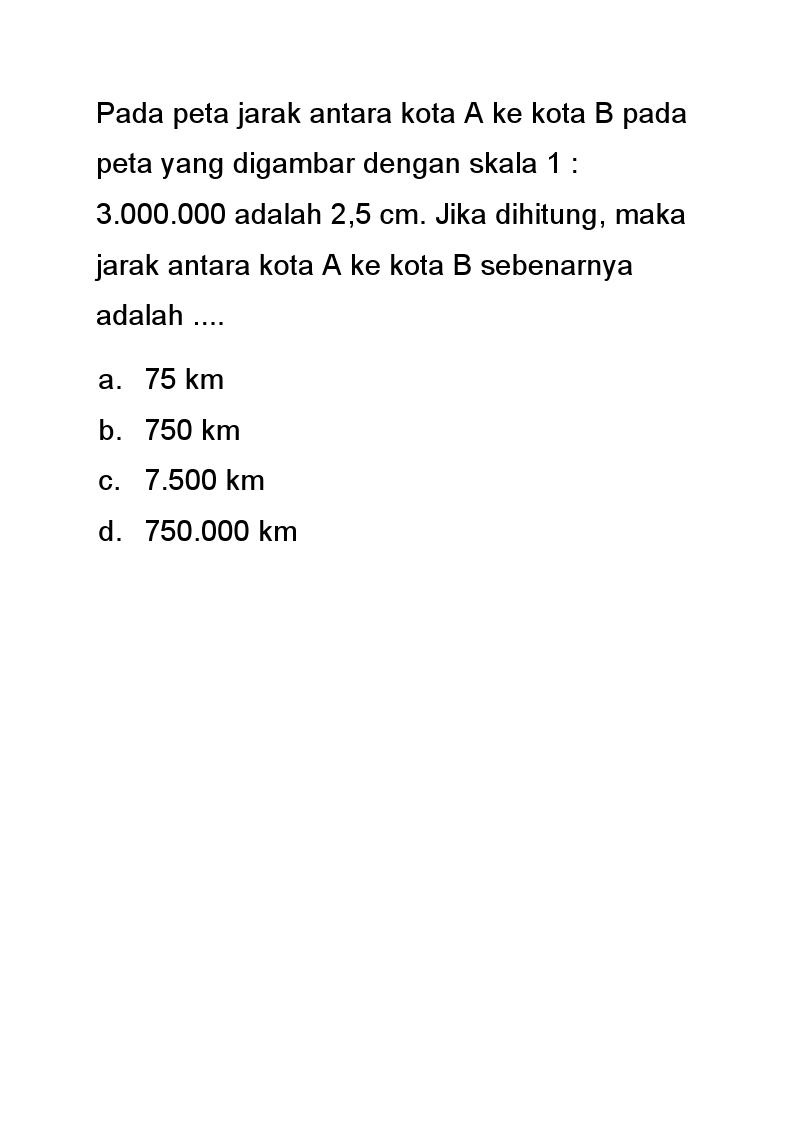 Pada peta jarak antara kota A ke kota B pada
peta yang digambar dengan skala 1 :
3.000.000 adalah 2,5 cm. Jika dihitung, maka
jarak antara kota A ke kota B sebenarnya
adalah ....
a. 75 km
b. 750 km
c. 7.500 km
d. 750.000 km